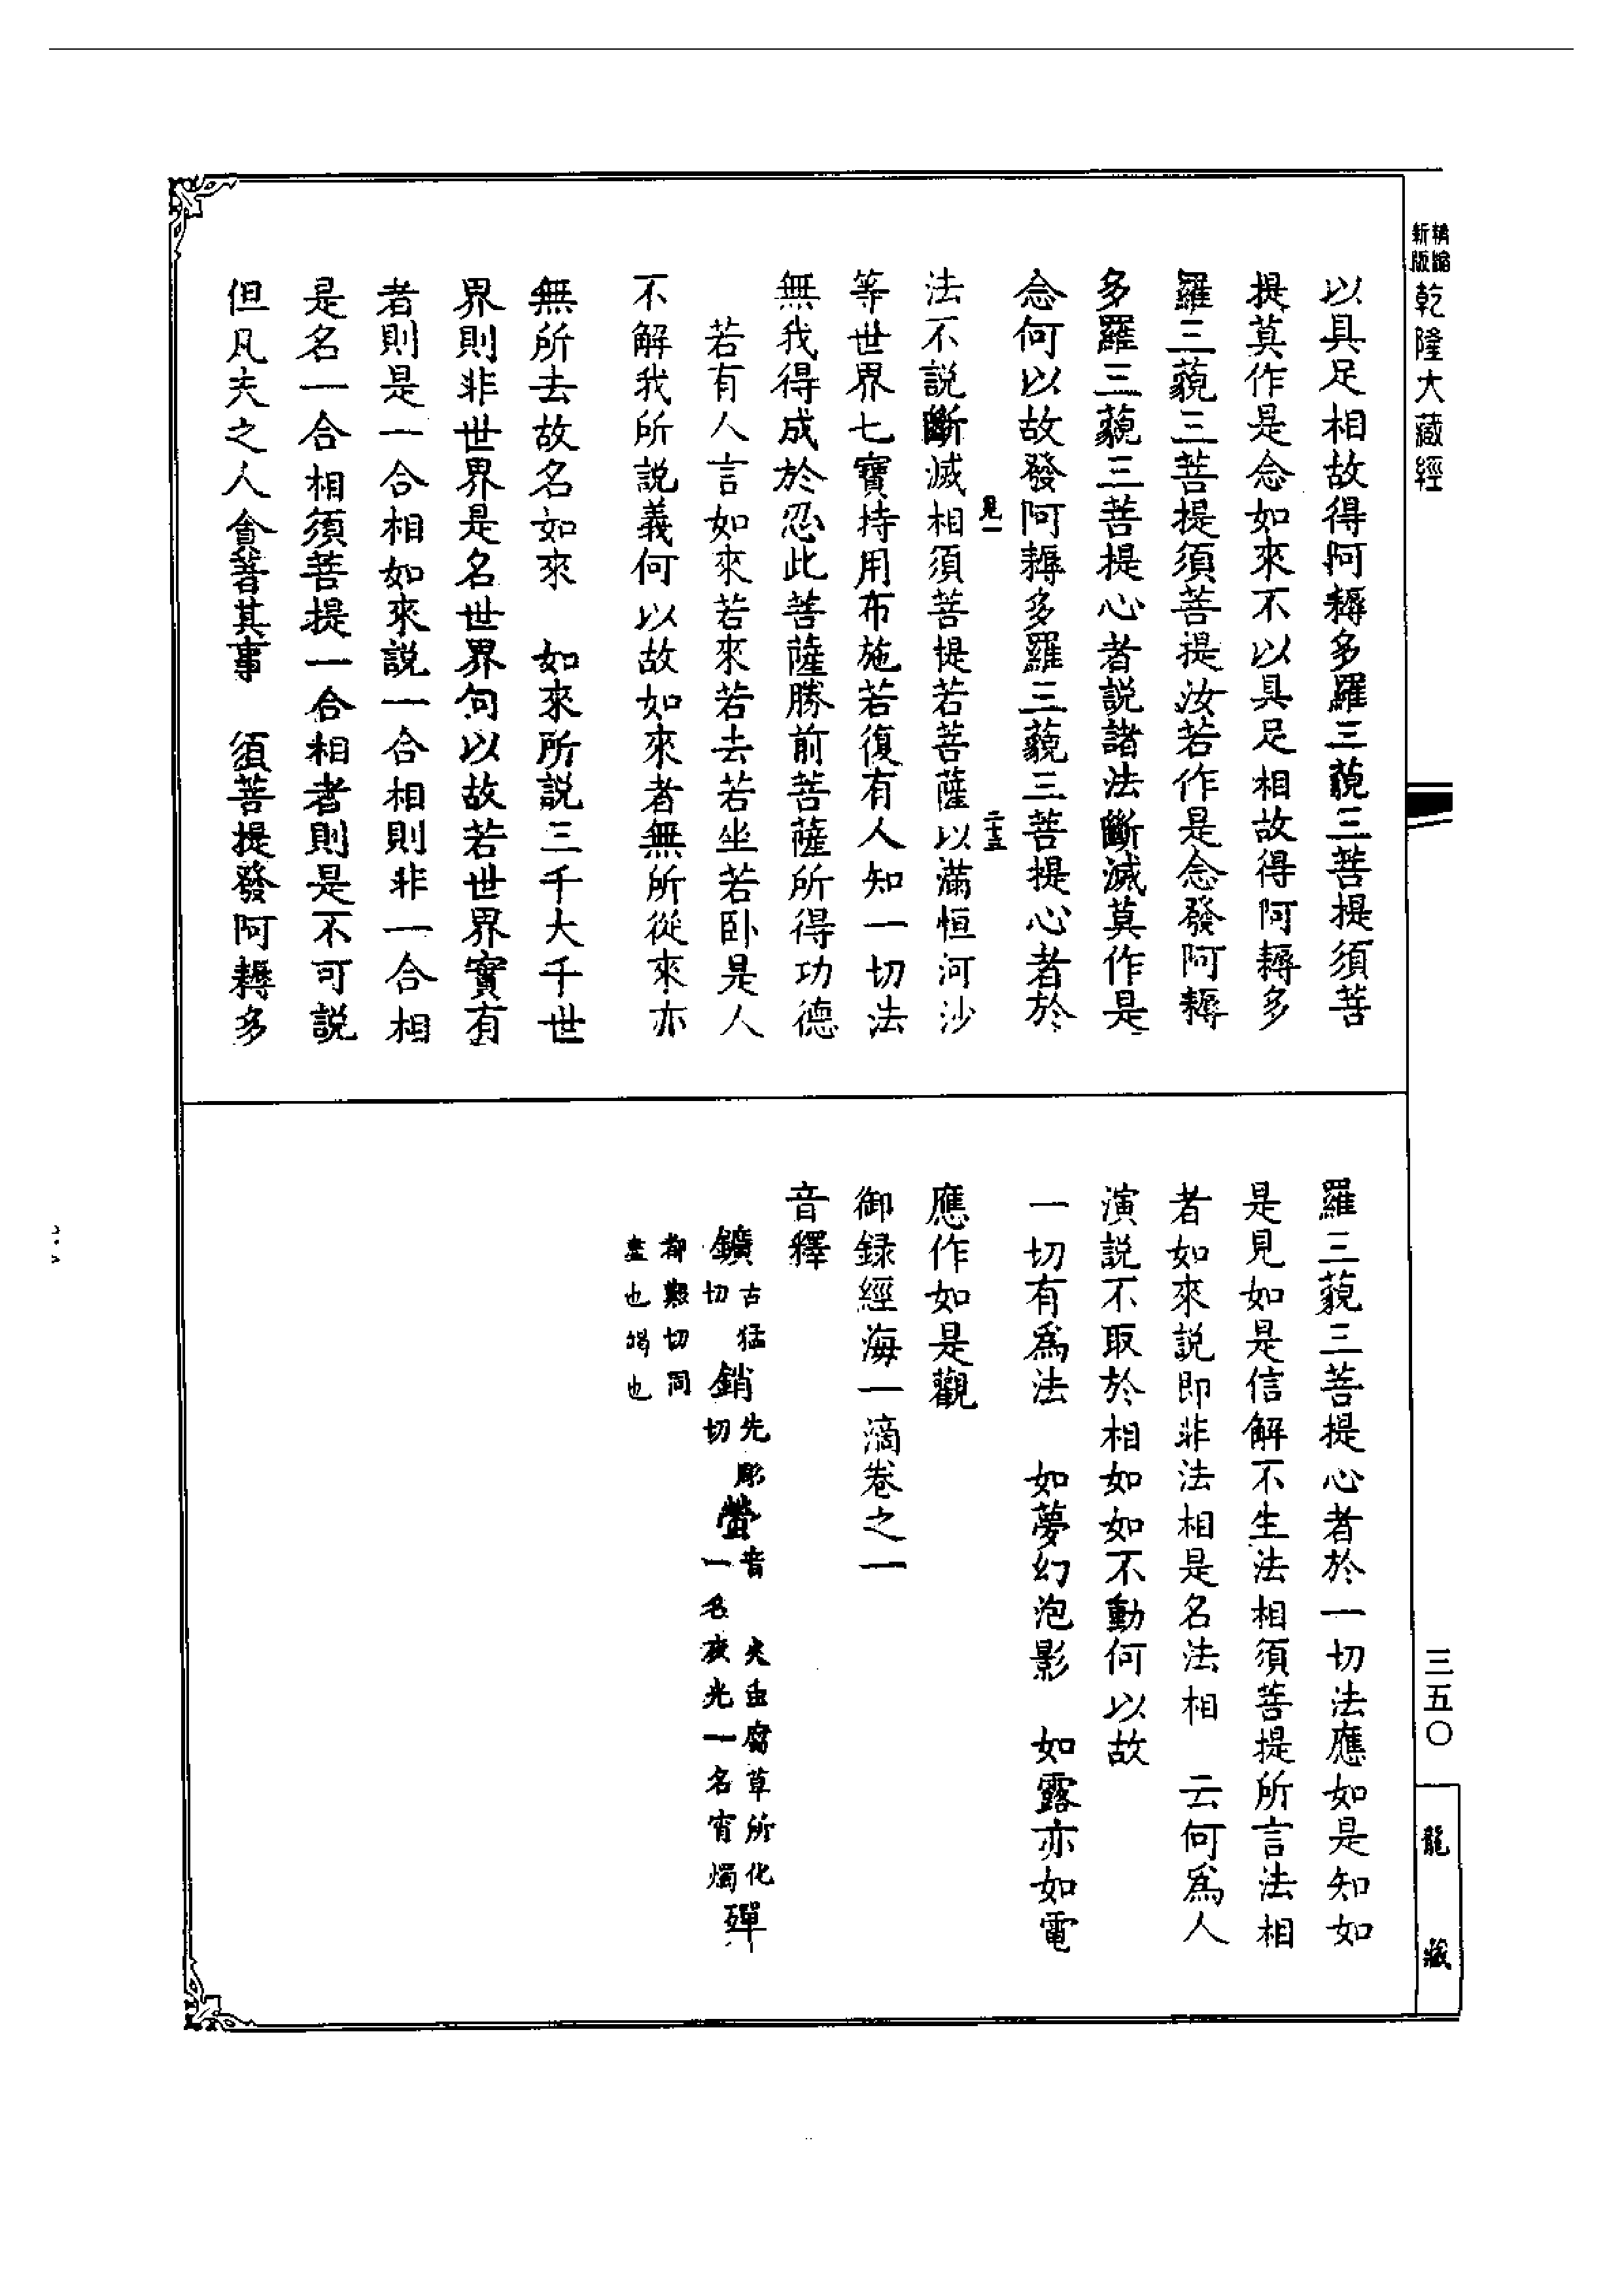 新版精縮
乾隆大藏經
三五〇
龍藏
以具足相故得阿耨多羅三藐三菩提須菩
提莫作是念如來不以具足相故得阿耨多
羅三藐三菩提須菩提汝若作是念發阿耨
多羅三藐三菩提心者說諸法斷滅莫作是
念何以故發阿耨多羅三藐三菩提心者於
法不說斷滅相須菩提若菩薩以滿恒河沙
等世界七寶持用布施若復有人知一切法
無我得成於忍此菩薩勝前菩薩所得功德
若有人言如來若來若去若坐若卧是人
不解我所說義何以故如來者無所從來亦
無所去故名如來　如來所說三千大千世
界則非世界是名世界何以故若世界實有
者則是一合相如來說一合相則非一合相
是名一合相須菩提一合相者則是不可說
但凡夫之人貪著其事　須菩提發阿耨多
羅三藐三菩提心者於一切法應如是知如
是見如是信解不生法相須菩提所言法相
者如來說即非法相是名法相　云何為人
演說不取於相如如不動何以故
一切有為法　如夢幻泡影　如露亦如電
應作如是觀
御録經海一滴卷之一
音釋
鑛古猛切 銷先彫切 螢音 火虫腐草所化一名夜光一名宵燭 殫
都艱切同盡也竭也